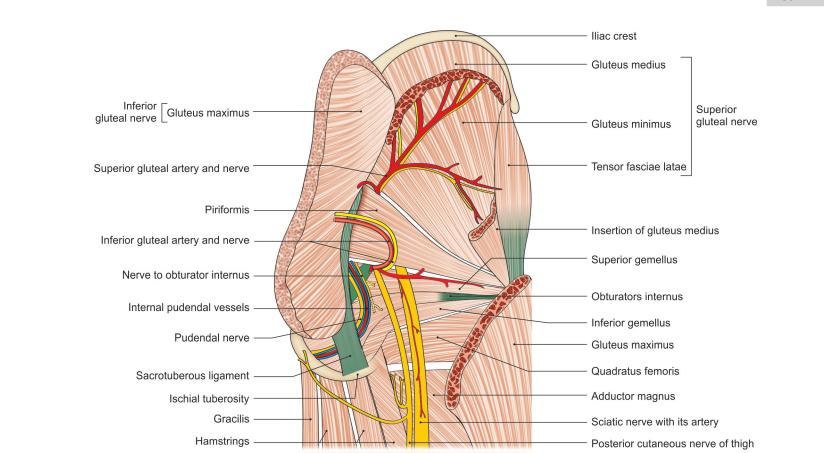 Iliac crest
Gluteus medius
Inferior
gluteal nerve
Gluteus maximus
Superior
gluteal nerve
Gluteus minimus
Superior gluteal artery and nerve
Tensor fasciae latae
Piriformis
Insertion of gluteus medius
Inferior gluteal artery and nerve
Superior gemellus
Nerve to obturator internus
Obturators internus
Internal pudendal vessels
Inferior gemellus
Pudendal nerve
Gluteus maximus
Quadratus femoris
Sacrotuberous ligament
Ischial tuberosity
Adductor magnus
Gracilis
Sciatic nerve with its artery
Hamstrings
Posterior cutaneous nerve of thigh